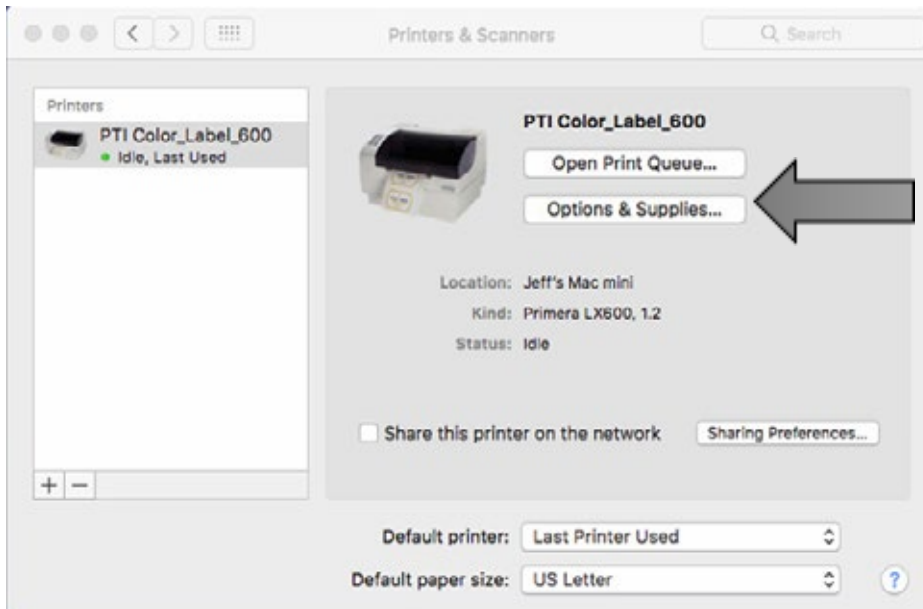 Printers & Scanners
Search
Printers
PTI Color_Label_600
Idle, Last Used
PTI Color_Label_600
Open Print Queue...
Options & Supplies...
Location: Jeff's Mac mini
Kind: Primera LX600, 1.2
Status: Idle
Share this printer on the network
Sharing Preferences...
+ −
Default printer: Last Printer Used
Default paper size: US Letter
?